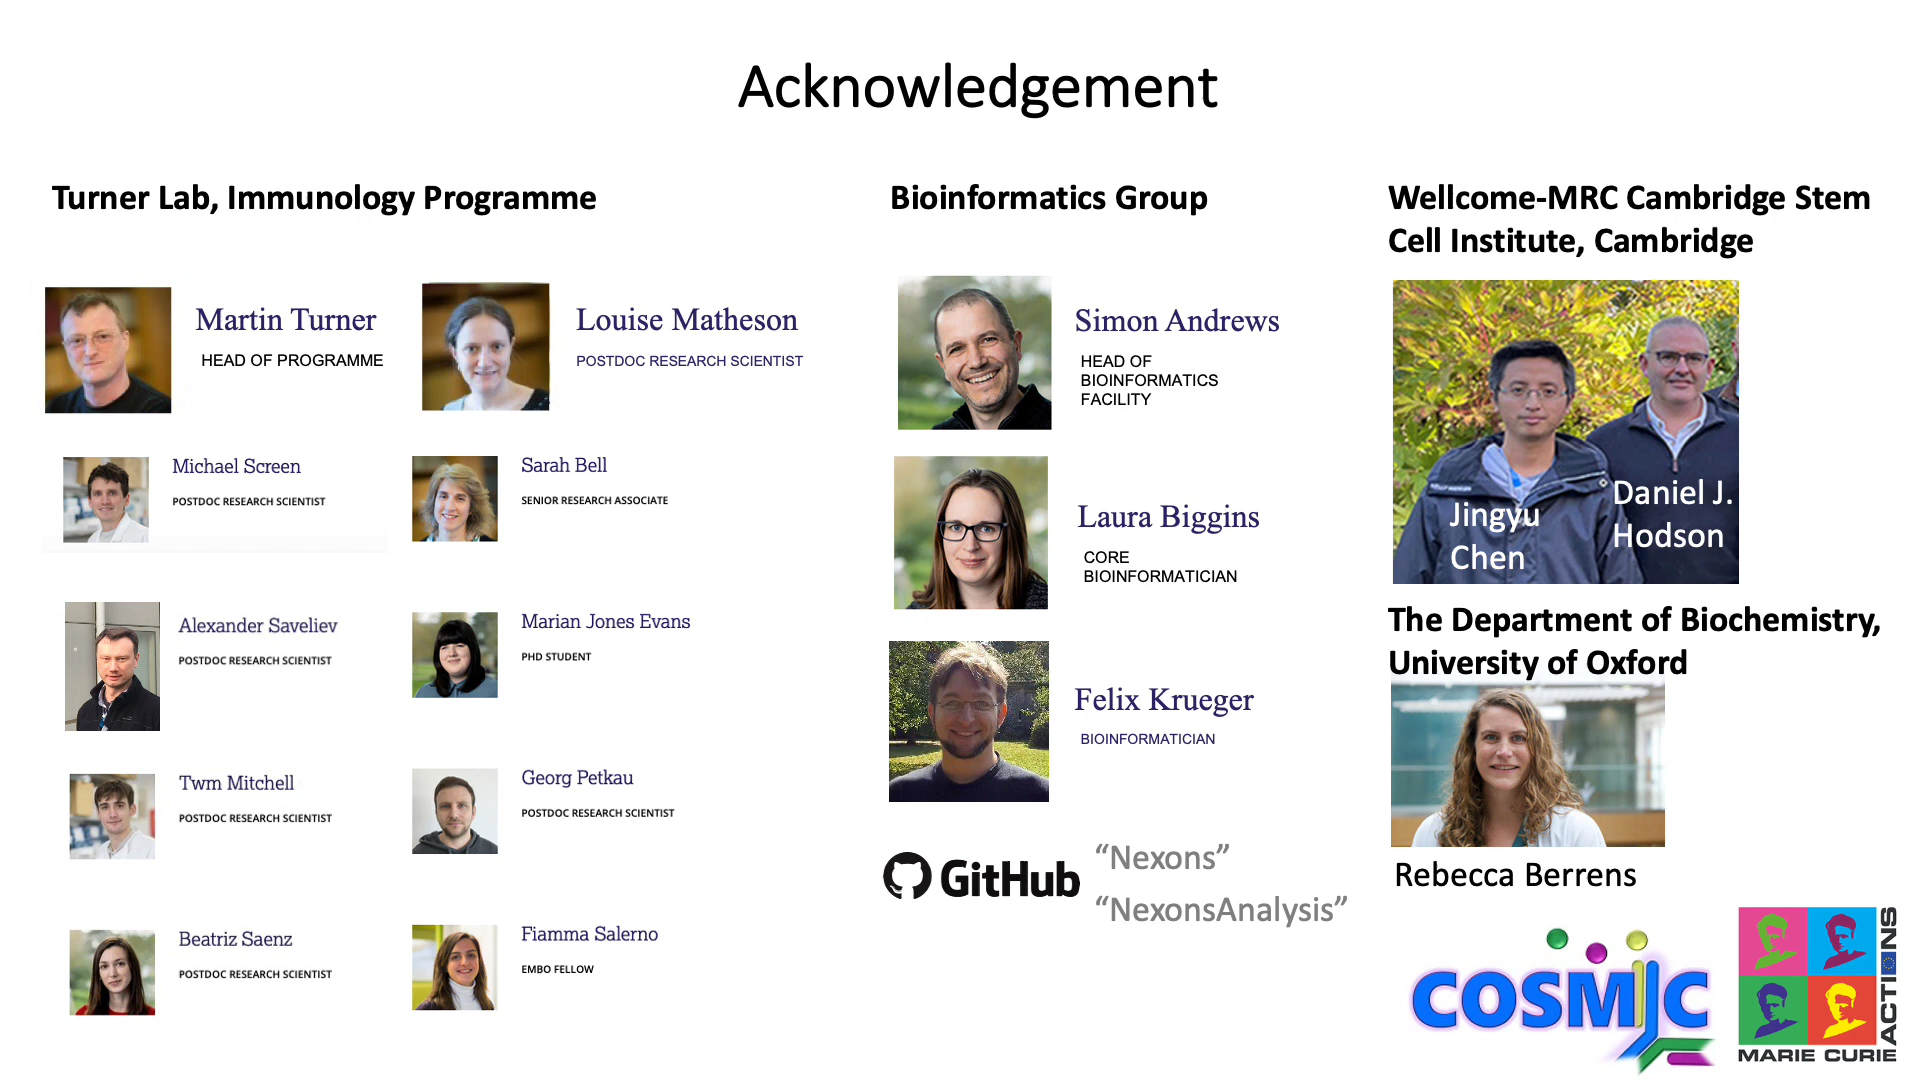 Acknowledgement
Turner Lab, Immunology Programme
Martin Turner
HEAD OF PROGRAMME
Louise Matheson
POSTDOC RESEARCH SCIENTIST
Michael Screen
POSTDOC RESEARCH SCIENTIST
Sarah Bell
SENIOR RESEARCH ASSOCIATE
Alexander Saveliev
POSTDOC RESEARCH SCIENTIST
Marian Jones Evans
PHD STUDENT
Twm Mitchell
POSTDOC RESEARCH SCIENTIST
Georg Petkau
POSTDOC RESEARCH SCIENTIST
Beatriz Saenz
POSTDOC RESEARCH SCIENTIST
Fiamma Salerno
EMBO FELLOW
Bioinformatics Group
Simon Andrews
HEAD OF
BIOINFORMATICS
FACILITY
Laura Biggins
CORE
BIOINFORMATICIAN
Felix Krueger
BIOINFORMATICIAN
GitHub
“Nexons”
“NexonsAnalysis”
Wellcome-MRC Cambridge Stem
Cell Institute, Cambridge
Jingyu
Chen
Daniel J.
Hodson
The Department of Biochemistry,
University of Oxford
Rebecca Berrens
COSMIC
MARIE CURIE
ACTIONS